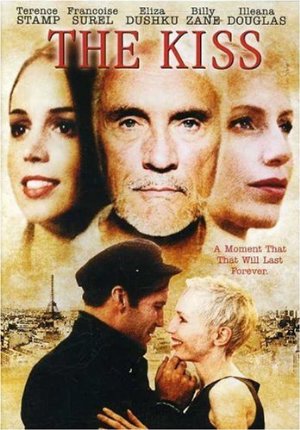 Terence Francoise Eliza Billy Illeana
STAMP SUREL DUSHKU ZANE DOUGLAS
THE KISS
A Moment That
That Will Last
Forever.